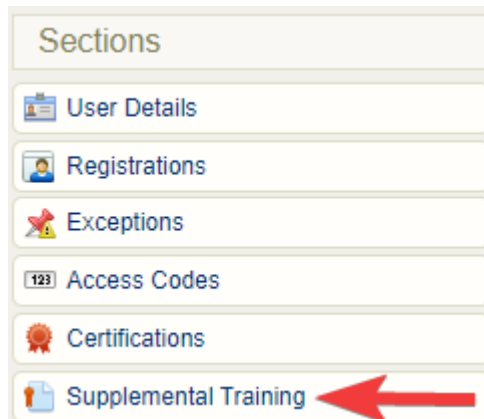 Sections
User Details
Registrations
Exceptions
123 Access Codes
Certifications
Supplemental Training